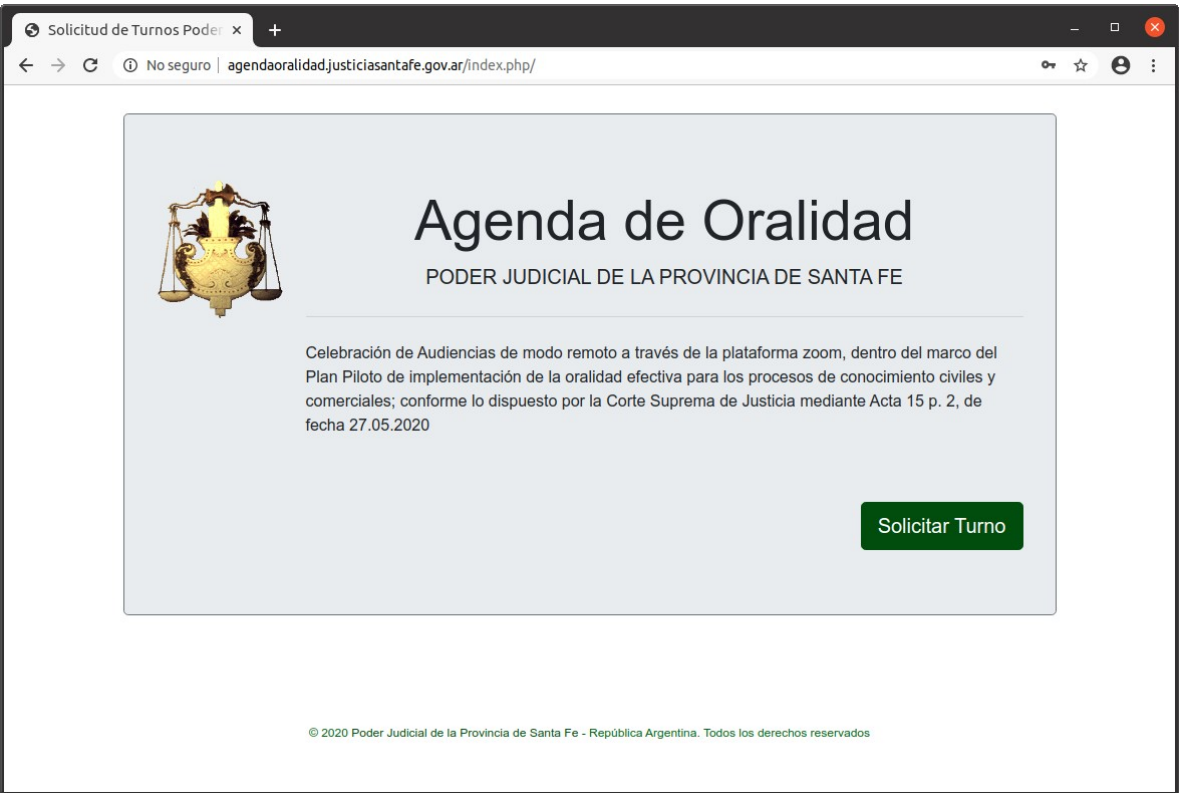 Solicitud de Turnos Poder
No seguro | agendaoralidad.justiciasantafe.gov.ar/index.php/
Agenda de Oralidad
PODER JUDICIAL DE LA PROVINCIA DE SANTA FE
Celebración de Audiencias de modo remoto a través de la plataforma zoom, dentro del marco del
Plan Piloto de implementación de la oralidad efectiva para los procesos de conocimiento civiles y
comerciales; conforme lo dispuesto por la Corte Suprema de Justicia mediante Acta 15 p. 2, de
fecha 27.05.2020
Solicitar Turno
© 2020 Poder Judicial de la Provincia de Santa Fe - República Argentina. Todos los derechos reservados